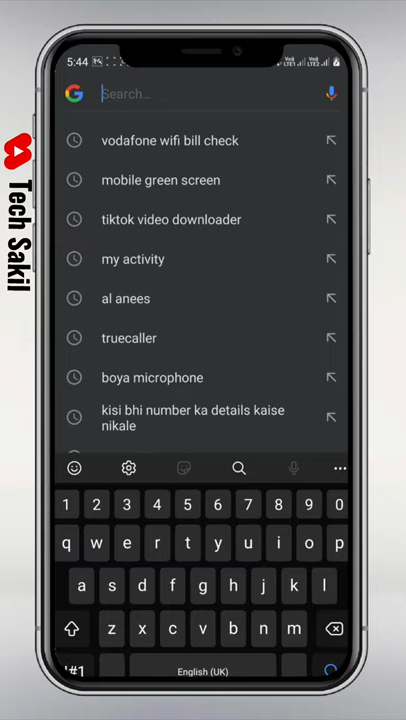 5:44
VoLTE1
VoLTE2
Search...
vodafone wifi bill check
mobile green screen
tiktok video downloader
my activity
al anees
truecaller
boya microphone
kisi bhi number ka details kaise
nikale
Tech Sakil
1 2 3 4 5 6 7 8 9 0
q w e r t y u i o p
a s d f g h j k l
z x c v b n m
!#1
English (UK)